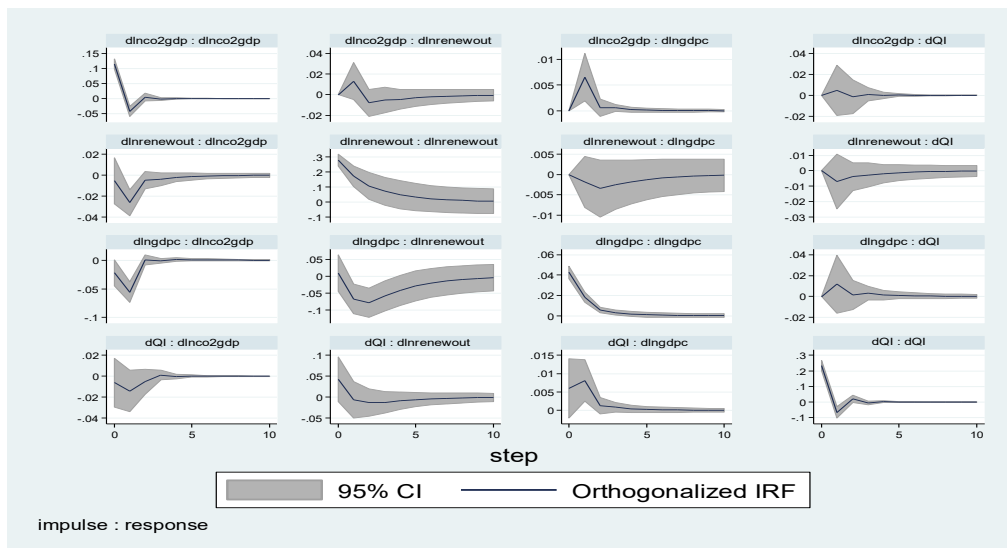 dlnco2gdp : dlnco2gdp
dlnco2gdp : dlnrenewout
dlnco2gdp : dlngdpc
dlnco2gdp : dQI
.15
.1
.05
0
-.05
.04
.02
0
-.02
.01
.005
0
.04
.02
0
-.02
dlnrenewout : dlnco2gdp
dlnrenewout : dlnrenewout
dlnrenewout : dlngdpc
dlnrenewout : dQI
.02
0
-.02
-.04
.3
.2
.1
0
-.1
.005
0
-.005
-.01
.01
0
-.01
-.02
-.03
dlngdpc : dlnco2gdp
dlngdpc : dlnrenewout
dlngdpc : dlngdpc
dlngdpc : dQI
0
-.05
-.1
.05
0
-.05
-.1
.06
.04
.02
0
.04
.02
0
-.02
dQI : dlnco2gdp
dQI : dlnrenewout
dQI : dlngdpc
dQI : dQI
.02
0
-.02
-.04
.1
.05
0
-.05
.015
.01
.005
0
.3
.2
.1
0
-.1
0 5 10
0 5 10
0 5 10
0 5 10
step
95% CI
Orthogonalized IRF
impulse : response